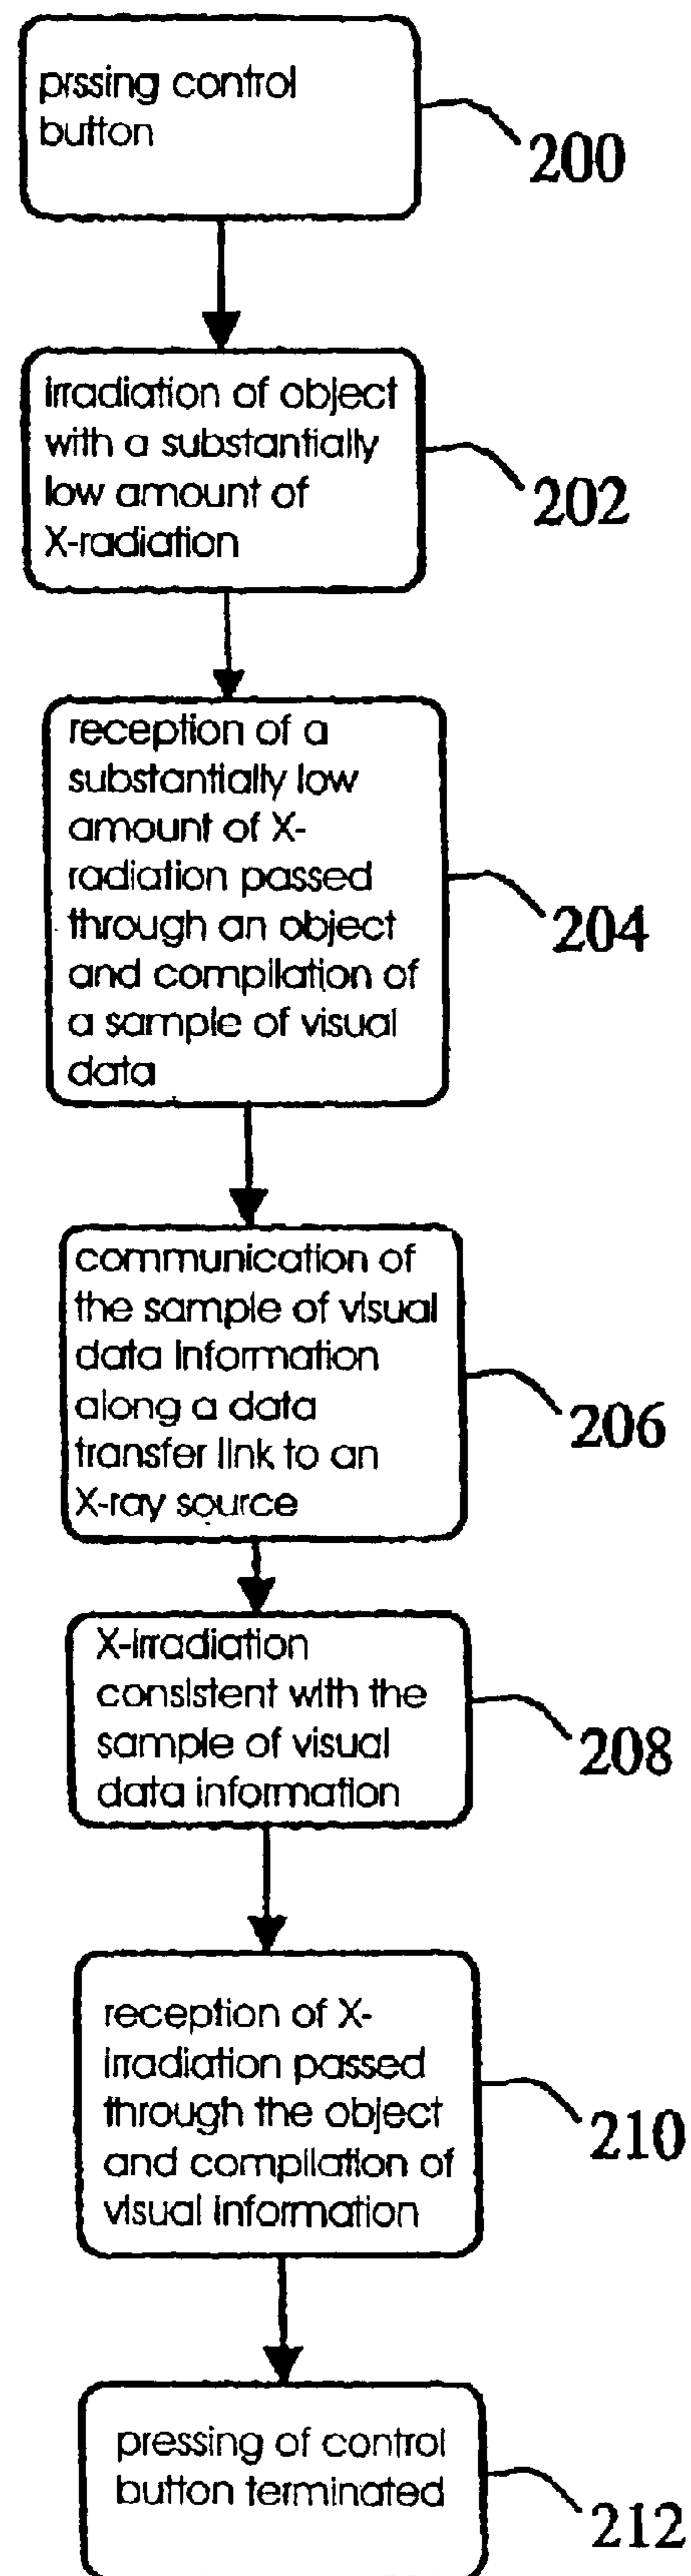 prssing control
button
200
irradiation of object
with a substantially
low amount of
X-radiation
202
reception of a
substantially low
amount of X-
radiation passed
through an object
and compilation of
a sample of visual
data
204
communication of
the sample of visual
data information
along a data
transfer link to an
X-ray source
206
X-irradiation
consistent with the
sample of visual
data information
208
reception of X-
irradiation passed
through the object
and compilation of
visual information
210
pressing of control
button terminated
212